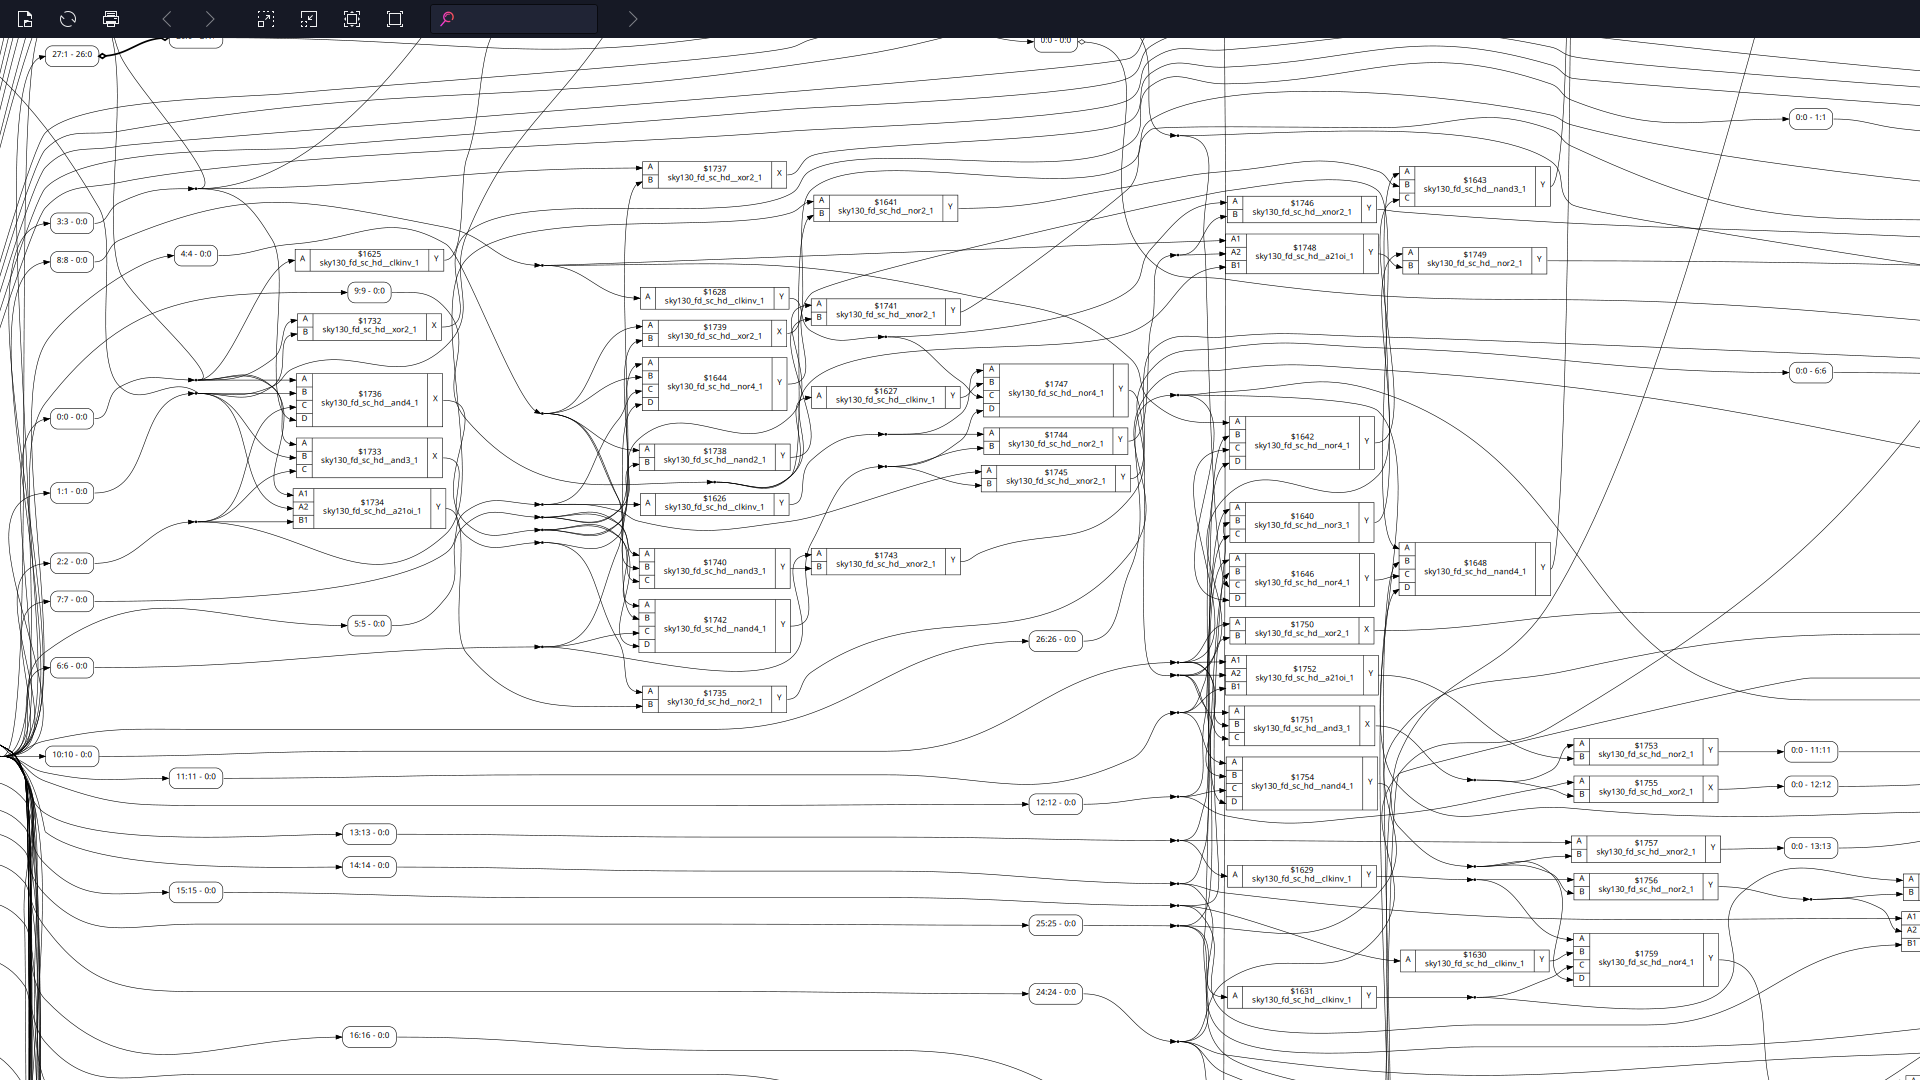 27:1 - 26:0
0:0 - 0:0
0:0 - 1:1
A
B
$1737
sky130_fd_sc_hd__xor2_1
X
A
B
C
$1643
sky130_fd_sc_hd__nand3_1
Y
A
B
$1641
sky130_fd_sc_hd__nor2_1
Y
A
B
$1746
sky130_fd_sc_hd__xnor2_1
Y
3:3 - 0:0
4:4 - 0:0
8:8 - 0:0
A
$1625
sky130_fd_sc_hd__clkinv_1
Y
A1
A2
B1
$1748
sky130_fd_sc_hd__a21oi_1
Y
A
B
$1749
sky130_fd_sc_hd__nor2_1
Y
9:9 - 0:0
A
$1628
sky130_fd_sc_hd__clkinv_1
Y
A
B
$1741
sky130_fd_sc_hd__xnor2_1
Y
A
B
$1732
sky130_fd_sc_hd__xor2_1
X
A
B
$1739
sky130_fd_sc_hd__xor2_1
X
0:0 - 6:6
A
B
C
D
$1644
sky130_fd_sc_hd__nor4_1
Y
A
B
C
D
$1747
sky130_fd_sc_hd__nor4_1
Y
A
B
C
D
$1736
sky130_fd_sc_hd__and4_1
X
A
$1627
sky130_fd_sc_hd__clkinv_1
Y
0:0 - 0:0
A
B
$1744
sky130_fd_sc_hd__nor2_1
Y
A
B
C
D
$1642
sky130_fd_sc_hd__nor4_1
Y
A
B
C
$1733
sky130_fd_sc_hd__and3_1
X
A
B
$1738
sky130_fd_sc_hd__nand2_1
Y
A
B
$1745
sky130_fd_sc_hd__xnor2_1
Y
1:1 - 0:0
A1
A2
B1
$1734
sky130_fd_sc_hd__a21oi_1
Y
A
$1626
sky130_fd_sc_hd__clkinv_1
Y
A
B
C
$1640
sky130_fd_sc_hd__nor3_1
Y
2:2 - 0:0
A
B
C
$1740
sky130_fd_sc_hd__nand3_1
Y
A
B
$1743
sky130_fd_sc_hd__xnor2_1
Y
A
B
C
D
$1646
sky130_fd_sc_hd__nor4_1
Y
A
B
C
D
$1648
sky130_fd_sc_hd__nand4_1
Y
7:7 - 0:0
5:5 - 0:0
A
B
C
D
$1742
sky130_fd_sc_hd__nand4_1
Y
26:26 - 0:0
A
B
$1750
sky130_fd_sc_hd__xor2_1
X
6:6 - 0:0
A1
A2
B1
$1752
sky130_fd_sc_hd__a21oi_1
Y
A
B
$1735
sky130_fd_sc_hd__nor2_1
Y
A
B
C
$1751
sky130_fd_sc_hd__and3_1
X
10:10 - 0:0
A
B
$1753
sky130_fd_sc_hd__nor2_1
Y
0:0 - 11:11
11:11 - 0:0
A
B
C
D
$1754
sky130_fd_sc_hd__nand4_1
Y
A
B
$1755
sky130_fd_sc_hd__xor2_1
X
0:0 - 12:12
12:12 - 0:0
13:13 - 0:0
A
B
$1757
sky130_fd_sc_hd__xnor2_1
Y
0:0 - 13:13
14:14 - 0:0
A
$1629
sky130_fd_sc_hd__clkinv_1
Y
A
B
$1756
sky130_fd_sc_hd__nor2_1
Y
A
B
15:15 - 0:0
25:25 - 0:0
A1
A2
B1
A
$1630
sky130_fd_sc_hd__clkinv_1
Y
A
B
C
D
$1759
sky130_fd_sc_hd__nor4_1
Y
24:24 - 0:0
A
$1631
sky130_fd_sc_hd__clkinv_1
Y
16:16 - 0:0